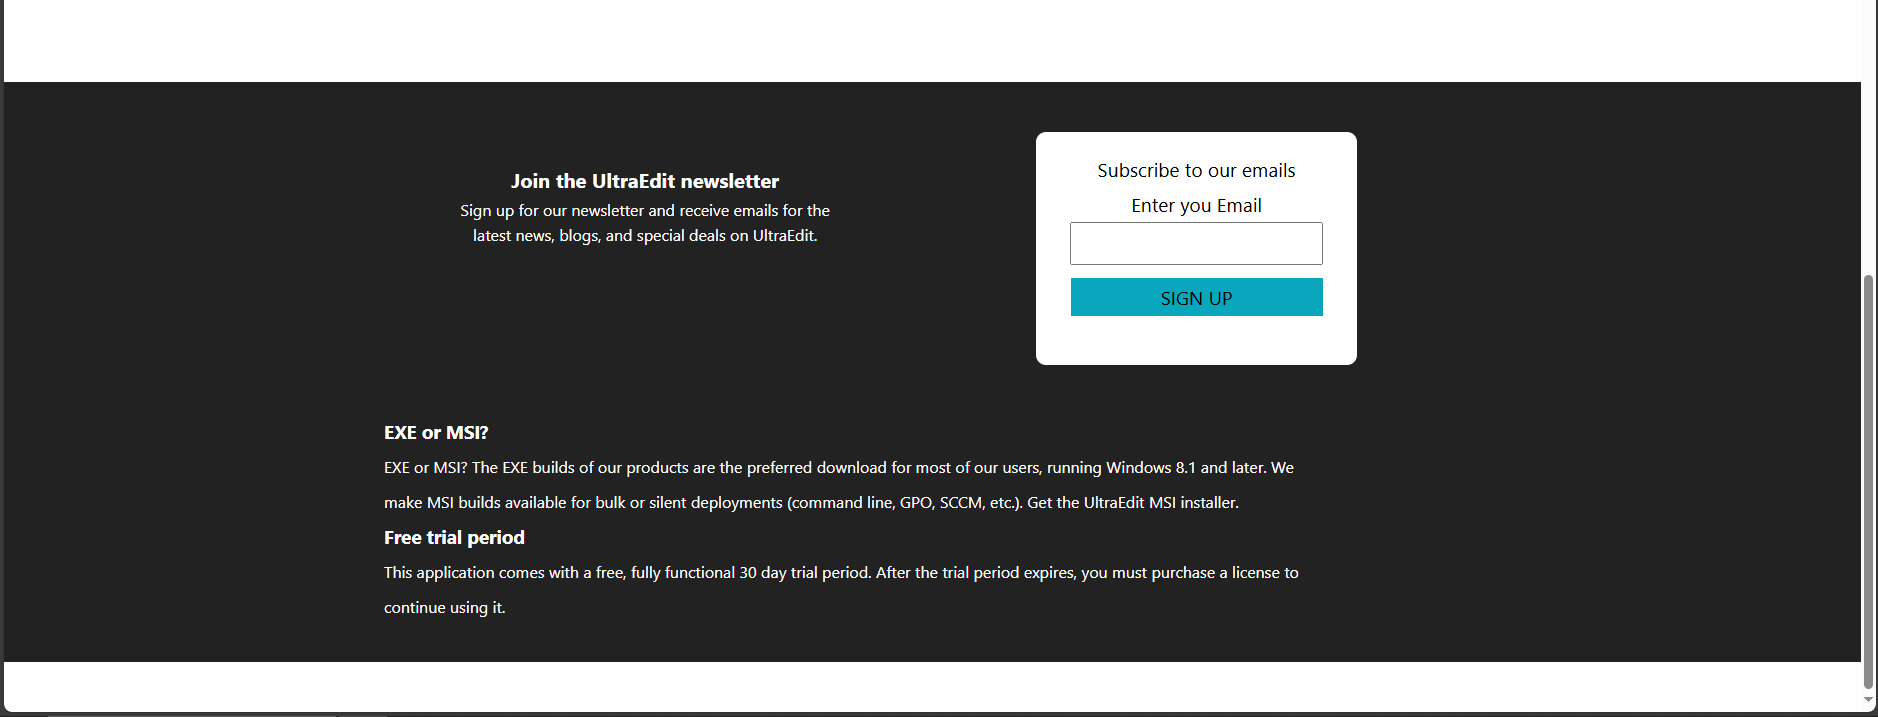 Join the UltraEdit newsletter
Sign up for our newsletter and receive emails for the
latest news, blogs, and special deals on UltraEdit.
Subscribe to our emails
Enter you Email
SIGN UP
EXE or MSI?
EXE or MSI? The EXE builds of our products are the preferred download for most of our users, running Windows 8.1 and later. We
make MSI builds available for bulk or silent deployments (command line, GPO, SCCM, etc.). Get the UltraEdit MSI installer.
Free trial period
This application comes with a free, fully functional 30 day trial period. After the trial period expires, you must purchase a license to
continue using it.